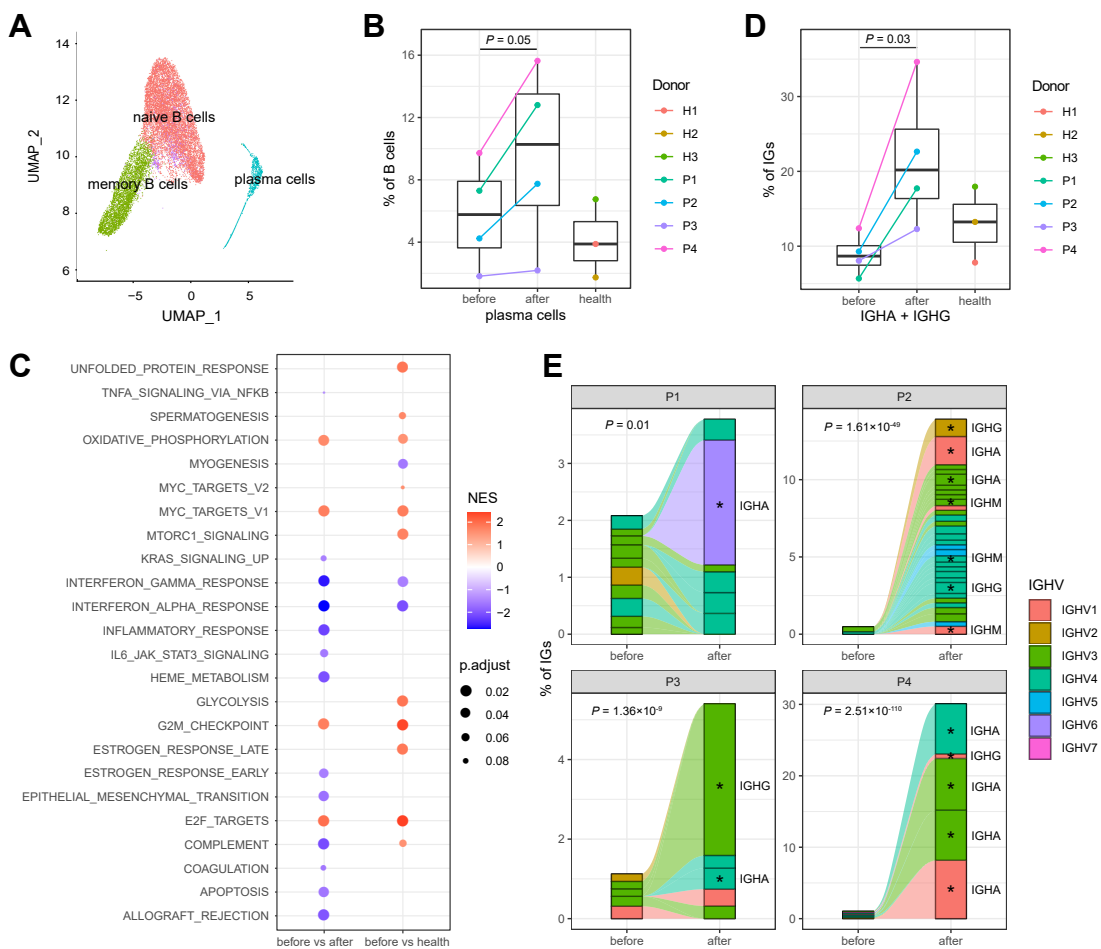 A
14
12
10
8
6
UMAP_2
naive B cells
memory B cells
plasma cells
−5
0
5
UMAP_1
B
P = 0.05
16
12
8
4
% of B cells
before
after
health
plasma cells
Donor
H1
H2
H3
P1
P2
P3
P4
D
P = 0.03
30
20
10
% of IGs
before
after
health
IGHA + IGHG
Donor
H1
H2
H3
P1
P2
P3
P4
C
UNFOLDED_PROTEIN_RESPONSE
TNFA_SIGNALING_VIA_NFKB
SPERMATOGENESIS
OXIDATIVE_PHOSPHORYLATION
MYOGENESIS
MYC_TARGETS_V2
MYC_TARGETS_V1
MTORC1_SIGNALING
KRAS_SIGNALING_UP
INTERFERON_GAMMA_RESPONSE
INTERFERON_ALPHA_RESPONSE
INFLAMMATORY_RESPONSE
IL6_JAK_STAT3_SIGNALING
HEME_METABOLISM
GLYCOLYSIS
G2M_CHECKPOINT
ESTROGEN_RESPONSE_LATE
ESTROGEN_RESPONSE_EARLY
EPITHELIAL_MESENCHYMAL_TRANSITION
E2F_TARGETS
COMPLEMENT
COAGULATION
APOPTOSIS
ALLOGRAFT_REJECTION
before vs after
before vs health
NES
2
1
0
−1
−2
p.adjust
0.02
0.04
0.06
0.08
E
% of IGs
P1
P = 0.01
3
2
1
0
*
IGHA
before
after
P2
P = 1.61×10⁻⁴⁹
10
5
0
* IGHG
* IGHA
* IGHA
* IGHM
* IGHM
* IGHG
* IGHM
before
after
P3
P = 1.36×10⁻⁹
4
2
0
* IGHG
* IGHA
before
after
P4
P = 2.51×10⁻¹¹⁰
30
20
10
0
* IGHA
* IGHG
* IGHA
* IGHA
* IGHA
before
after
IGHV
IGHV1
IGHV2
IGHV3
IGHV4
IGHV5
IGHV6
IGHV7